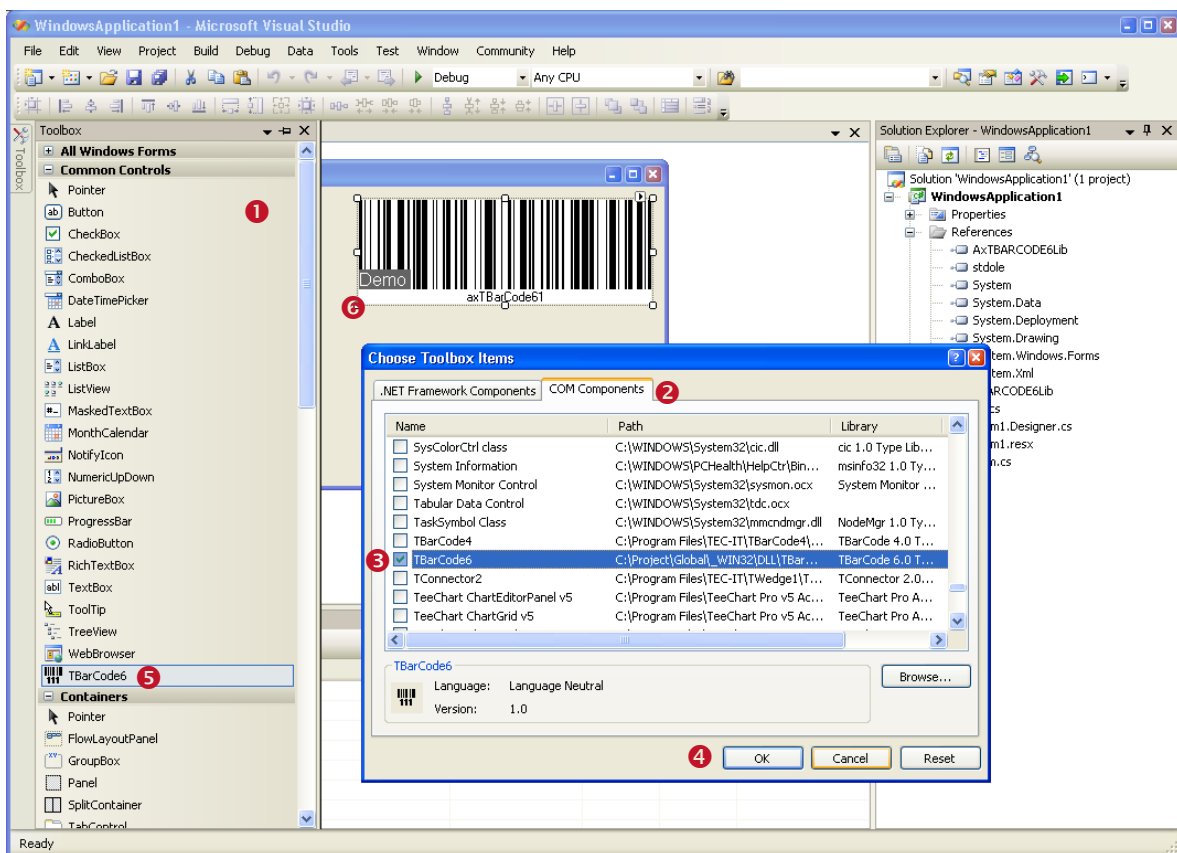 WindowsApplication1 - Microsoft Visual Studio
File Edit View Project Build Debug Data Tools Test Window Community Help
Debug Any CPU
Toolbox
Toolbox
All Windows Forms
Common Controls
Pointer
Button
1
CheckBox
CheckedListBox
ComboBox
DateTimePicker
Label
LinkLabel
ListBox
ListView
MaskedTextBox
MonthCalendar
NotifyIcon
NumericUpDown
PictureBox
ProgressBar
RadioButton
RichTextBox
TextBox
ToolTip
TreeView
WebBrowser
TBarCode6 5
Containers
Pointer
FlowLayoutPanel
GroupBox
Panel
SplitContainer
TabControl
Demo
axTBarCode61
6
Solution Explorer - WindowsApplication1
Solution 'WindowsApplication1' (1 project)
WindowsApplication1
Properties
References
AxTBARCODE6Lib
stdole
System
System.Data
System.Deployment
System.Drawing
tem.Windows.Forms
tem.Xml
ARCODE6Lib
cs
m1.Designer.cs
m1.resx
m.cs
Choose Toolbox Items
.NET Framework Components COM Components 2
Name Path Library
SysColorCtrl class C:\WINDOWS\System32\cic.dll cic 1.0 Type Lib...
System Information C:\WINDOWS\PCHealth\HelpCtr\Bin... msinfo32 1.0 Ty...
System Monitor Control C:\WINDOWS\System32\sysmon.ocx System Monitor ...
Tabular Data Control C:\WINDOWS\System32\tdc.ocx
TaskSymbol Class C:\WINDOWS\System32\mmcndmgr.dll NodeMgr 1.0 Ty...
TBarCode4 C:\Program Files\TEC-IT\TBarCode4\... TBarCode 4.0 T...
3 TBarCode6 C:\Project\Global\_WIN32\DLL\TBar... TBarCode 6.0 T...
TConnector2 C:\Program Files\TEC-IT\TWedge1\T... TConnector 2.0...
TeeChart ChartEditorPanel v5 C:\Program Files\TeeChart Pro v5 Ac... TeeChart Pro A...
TeeChart ChartGrid v5 C:\Program Files\TeeChart Pro v5 Ac... TeeChart Pro A...
TBarCode6
Language: Language Neutral
Version: 1.0
Browse...
4 OK Cancel Reset
Ready